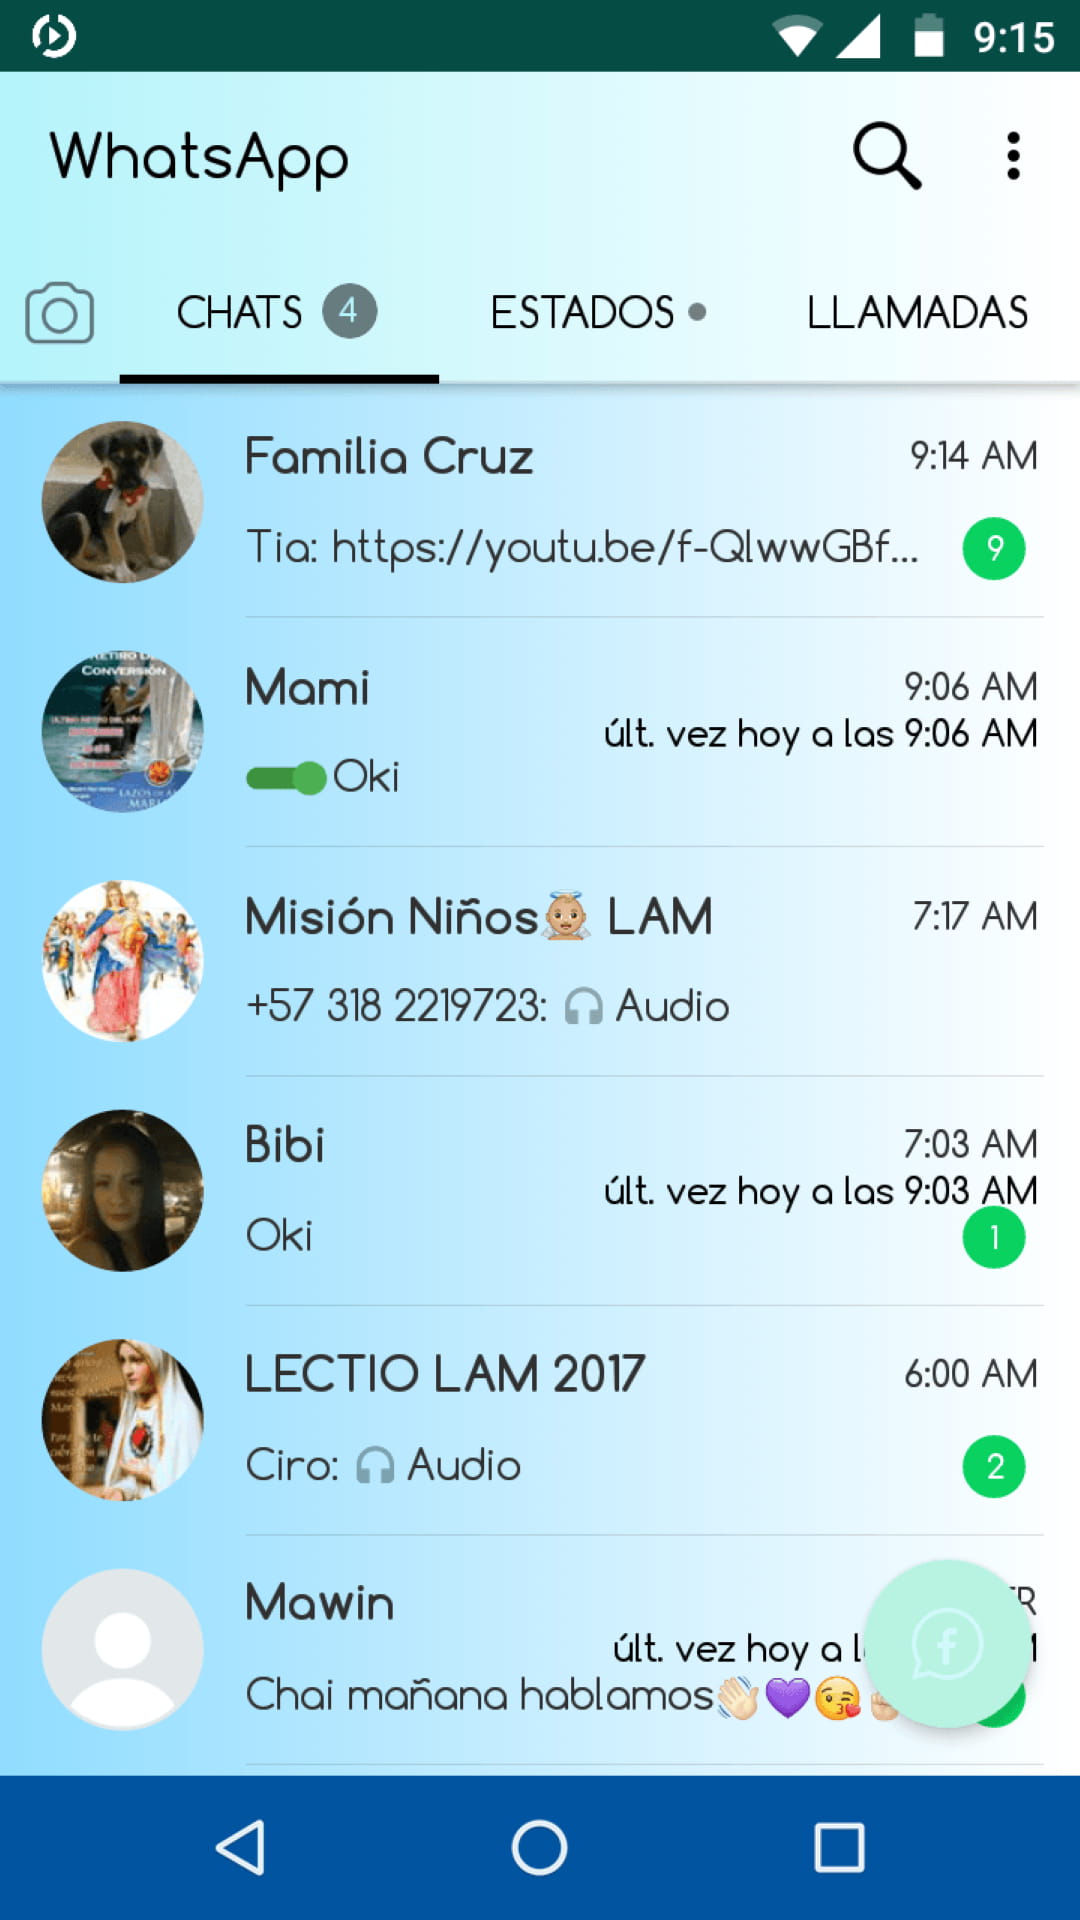 9:15
WhatsApp
CHATS 4 ESTADOS LLAMADAS
Familia Cruz 9:14 AM
Tia: https://youtu.be/f-QlwwGBf... 9
Mami 9:06 AM
últ. vez hoy a las 9:06 AM
Oki
CONVERSIÓN
Misión Niños👼🏼 LAM 7:17 AM
+57 318 2219723: 🎧 Audio
Bibi 7:03 AM
últ. vez hoy a las 9:03 AM
Oki 1
LECTIO LAM 2017 6:00 AM
Ciro: 🎧 Audio 2
Mawin
últ. vez hoy a
Chai mañana hablamos👋🏻💜😘